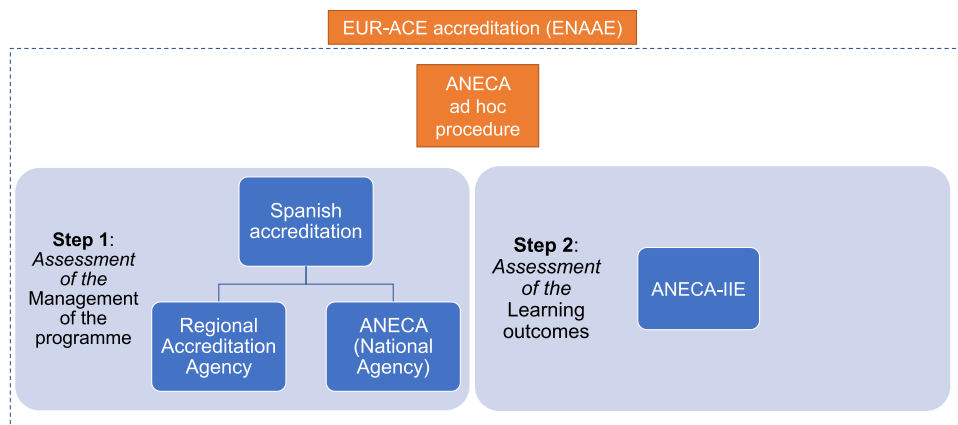 EUR-ACE accreditation (ENAAE)
ANECA
ad hoc
procedure
Step 1:
Assessment
of the
Management
of the
programme
Spanish
accreditation
Regional
Accreditation
Agency
ANECA
(National
Agency)
Step 2:
Assessment
of the
Learning
outcomes
ANECA-IIE